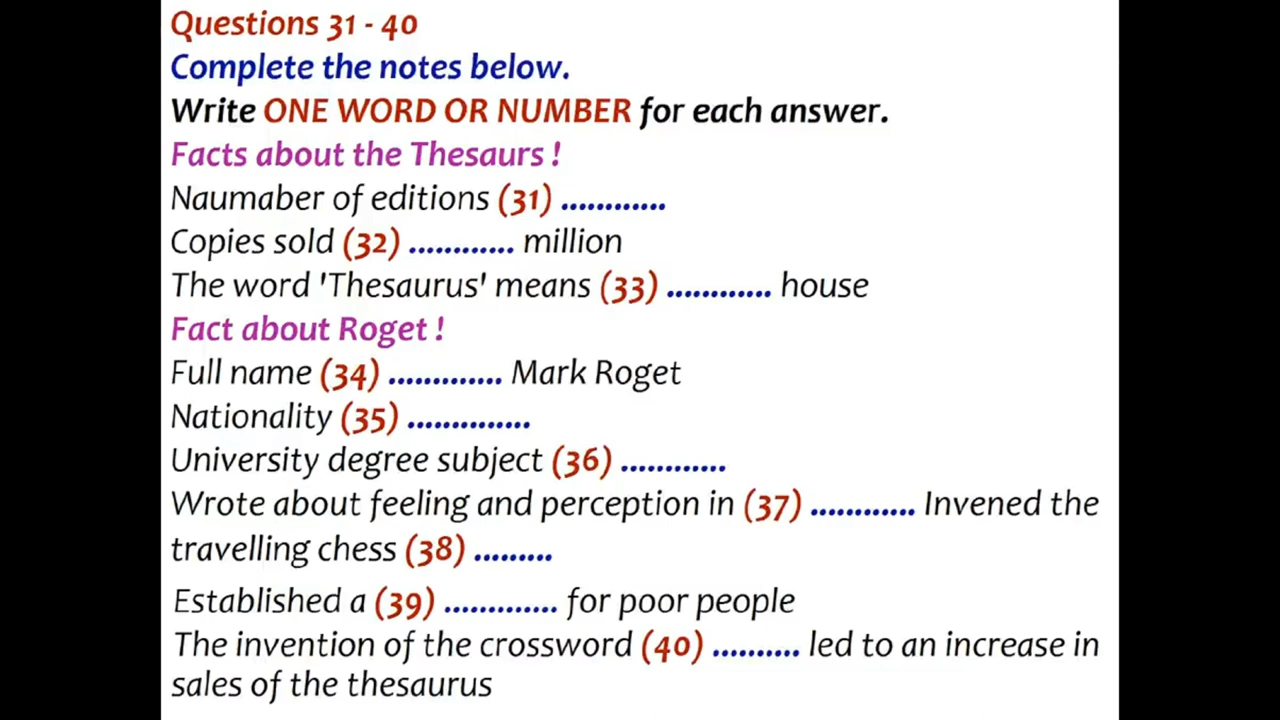 Questions 31 - 40
Complete the notes below.
Write ONE WORD OR NUMBER for each answer.
Facts about the Thesaurs !
Naumaber of editions (31) ............
Copies sold (32) ............ million
The word 'Thesaurus' means (33) ............ house
Fact about Roget !
Full name (34) ............. Mark Roget
Nationality (35) ..............
University degree subject (36) ............
Wrote about feeling and perception in (37) ............ Invened the
travelling chess (38) .........
Established a (39) ............. for poor people
The invention of the crossword (40) .......... led to an increase in
sales of the thesaurus